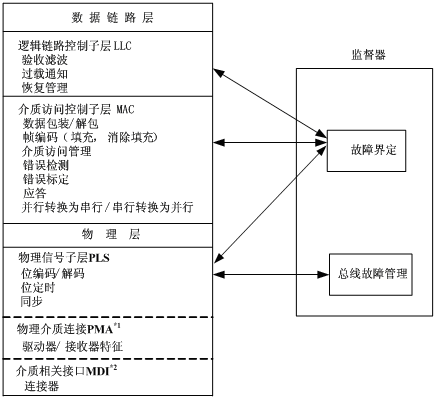 数据链路层
逻辑链路控制子层 LLC
验收滤波
过载通知
恢复管理
介质访问控制子层 MAC
数据包装/解包
帧编码(填充, 消除填充)
介质访问管理
错误检测
错误标定
应答
并行转换为串行/串行转换为并行
物 理 层
物理信号子层PLS
位编码/解码
位定时
同步
物理介质连接PMA*1
驱动器/接收器特征
介质相关接口MDI*2
连接器
监督器
故障界定
总线故障管理